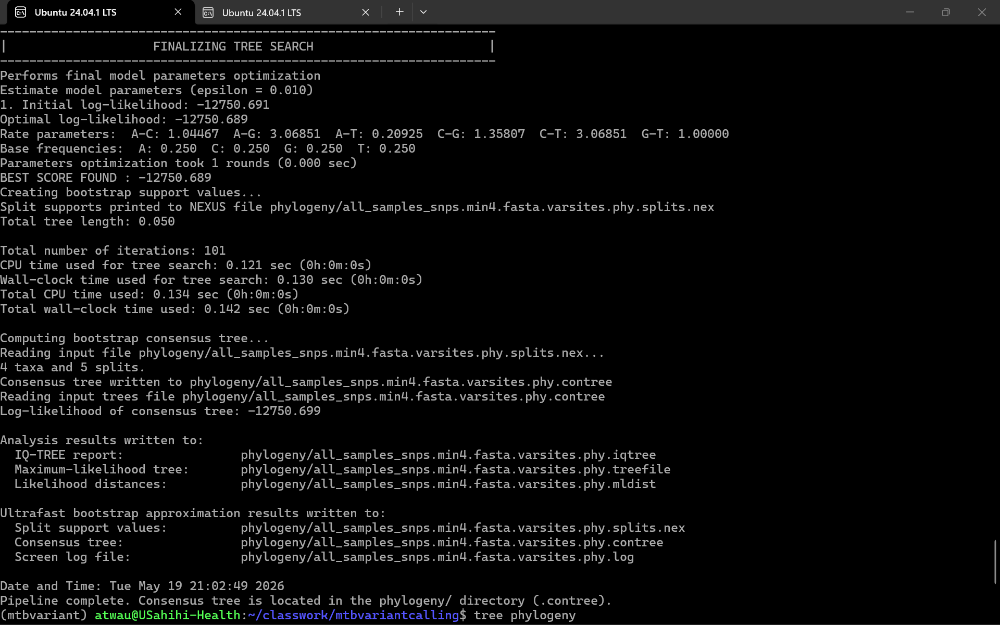 Ubuntu 24.04.1 LTS
Ubuntu 24.04.1 LTS
--------------------------------------------------------------------
|                    FINALIZING TREE SEARCH                        |
--------------------------------------------------------------------
Performs final model parameters optimization
Estimate model parameters (epsilon = 0.010)
1. Initial log-likelihood: -12750.691
Optimal log-likelihood: -12750.689
Rate parameters:  A-C: 1.04467  A-G: 3.06851  A-T: 0.20925  C-G: 1.35807  C-T: 3.06851  G-T: 1.00000
Base frequencies:  A: 0.250  C: 0.250  G: 0.250  T: 0.250
Parameters optimization took 1 rounds (0.000 sec)
BEST SCORE FOUND : -12750.689
Creating bootstrap support values...
Split supports printed to NEXUS file phylogeny/all_samples_snps.min4.fasta.varsites.phy.splits.nex
Total tree length: 0.050

Total number of iterations: 101
CPU time used for tree search: 0.121 sec (0h:0m:0s)
Wall-clock time used for tree search: 0.130 sec (0h:0m:0s)
Total CPU time used: 0.134 sec (0h:0m:0s)
Total wall-clock time used: 0.142 sec (0h:0m:0s)

Computing bootstrap consensus tree...
Reading input file phylogeny/all_samples_snps.min4.fasta.varsites.phy.splits.nex...
4 taxa and 5 splits.
Consensus tree written to phylogeny/all_samples_snps.min4.fasta.varsites.phy.contree
Reading input trees file phylogeny/all_samples_snps.min4.fasta.varsites.phy.contree
Log-likelihood of consensus tree: -12750.699

Analysis results written to:
  IQ-TREE report:                phylogeny/all_samples_snps.min4.fasta.varsites.phy.iqtree
  Maximum-likelihood tree:       phylogeny/all_samples_snps.min4.fasta.varsites.phy.treefile
  Likelihood distances:          phylogeny/all_samples_snps.min4.fasta.varsites.phy.mldist

Ultrafast bootstrap approximation results written to:
  Split support values:          phylogeny/all_samples_snps.min4.fasta.varsites.phy.splits.nex
  Consensus tree:                phylogeny/all_samples_snps.min4.fasta.varsites.phy.contree
  Screen log file:               phylogeny/all_samples_snps.min4.fasta.varsites.phy.log

Date and Time: Tue May 19 21:02:49 2026
Pipeline complete. Consensus tree is located in the phylogeny/ directory (.contree).
(mtbvariant) atwau@USahihi-Health:~/classwork/mtbvariantcalling$ tree phylogeny